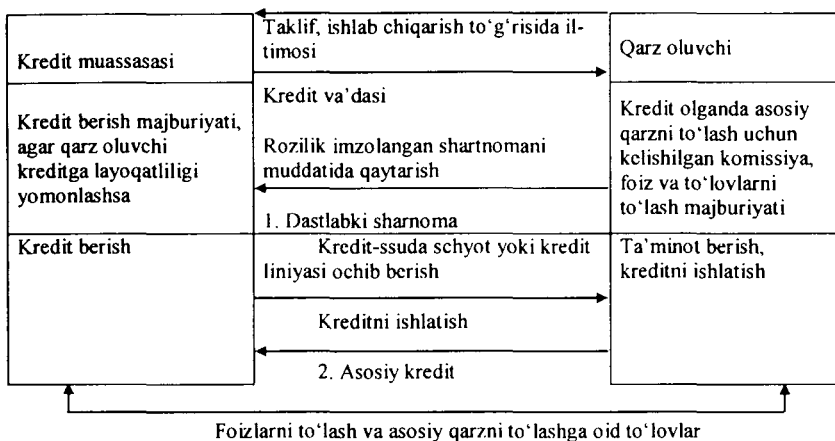 Taklif, ishlab chiqarish to‘g‘risida il-
timosi
Kredit muassasasi
Qarz oluvchi
Kredit va’dasi
Kredit berish majburiyati,
agar qarz oluvchi
kreditga layoqatliligi
yomonlashsa
Rozilik imzolangan shartnomani
muddatida qaytarish
1. Dastlabki sharnoma
Kredit olganda asosiy
qarzni to‘lash uchun
kelishilgan komissiya,
foiz va to‘lovlarni
to‘lash majburiyati
Kredit berish
Kredit-ssuda schyot yoki kredit
liniyasi ochib berish
Kreditni ishlatish
2. Asosiy kredit
Ta’minot berish,
kreditni ishlatish
Foizlarni to‘lash va asosiy qarzni to‘lashga oid to‘lovlar